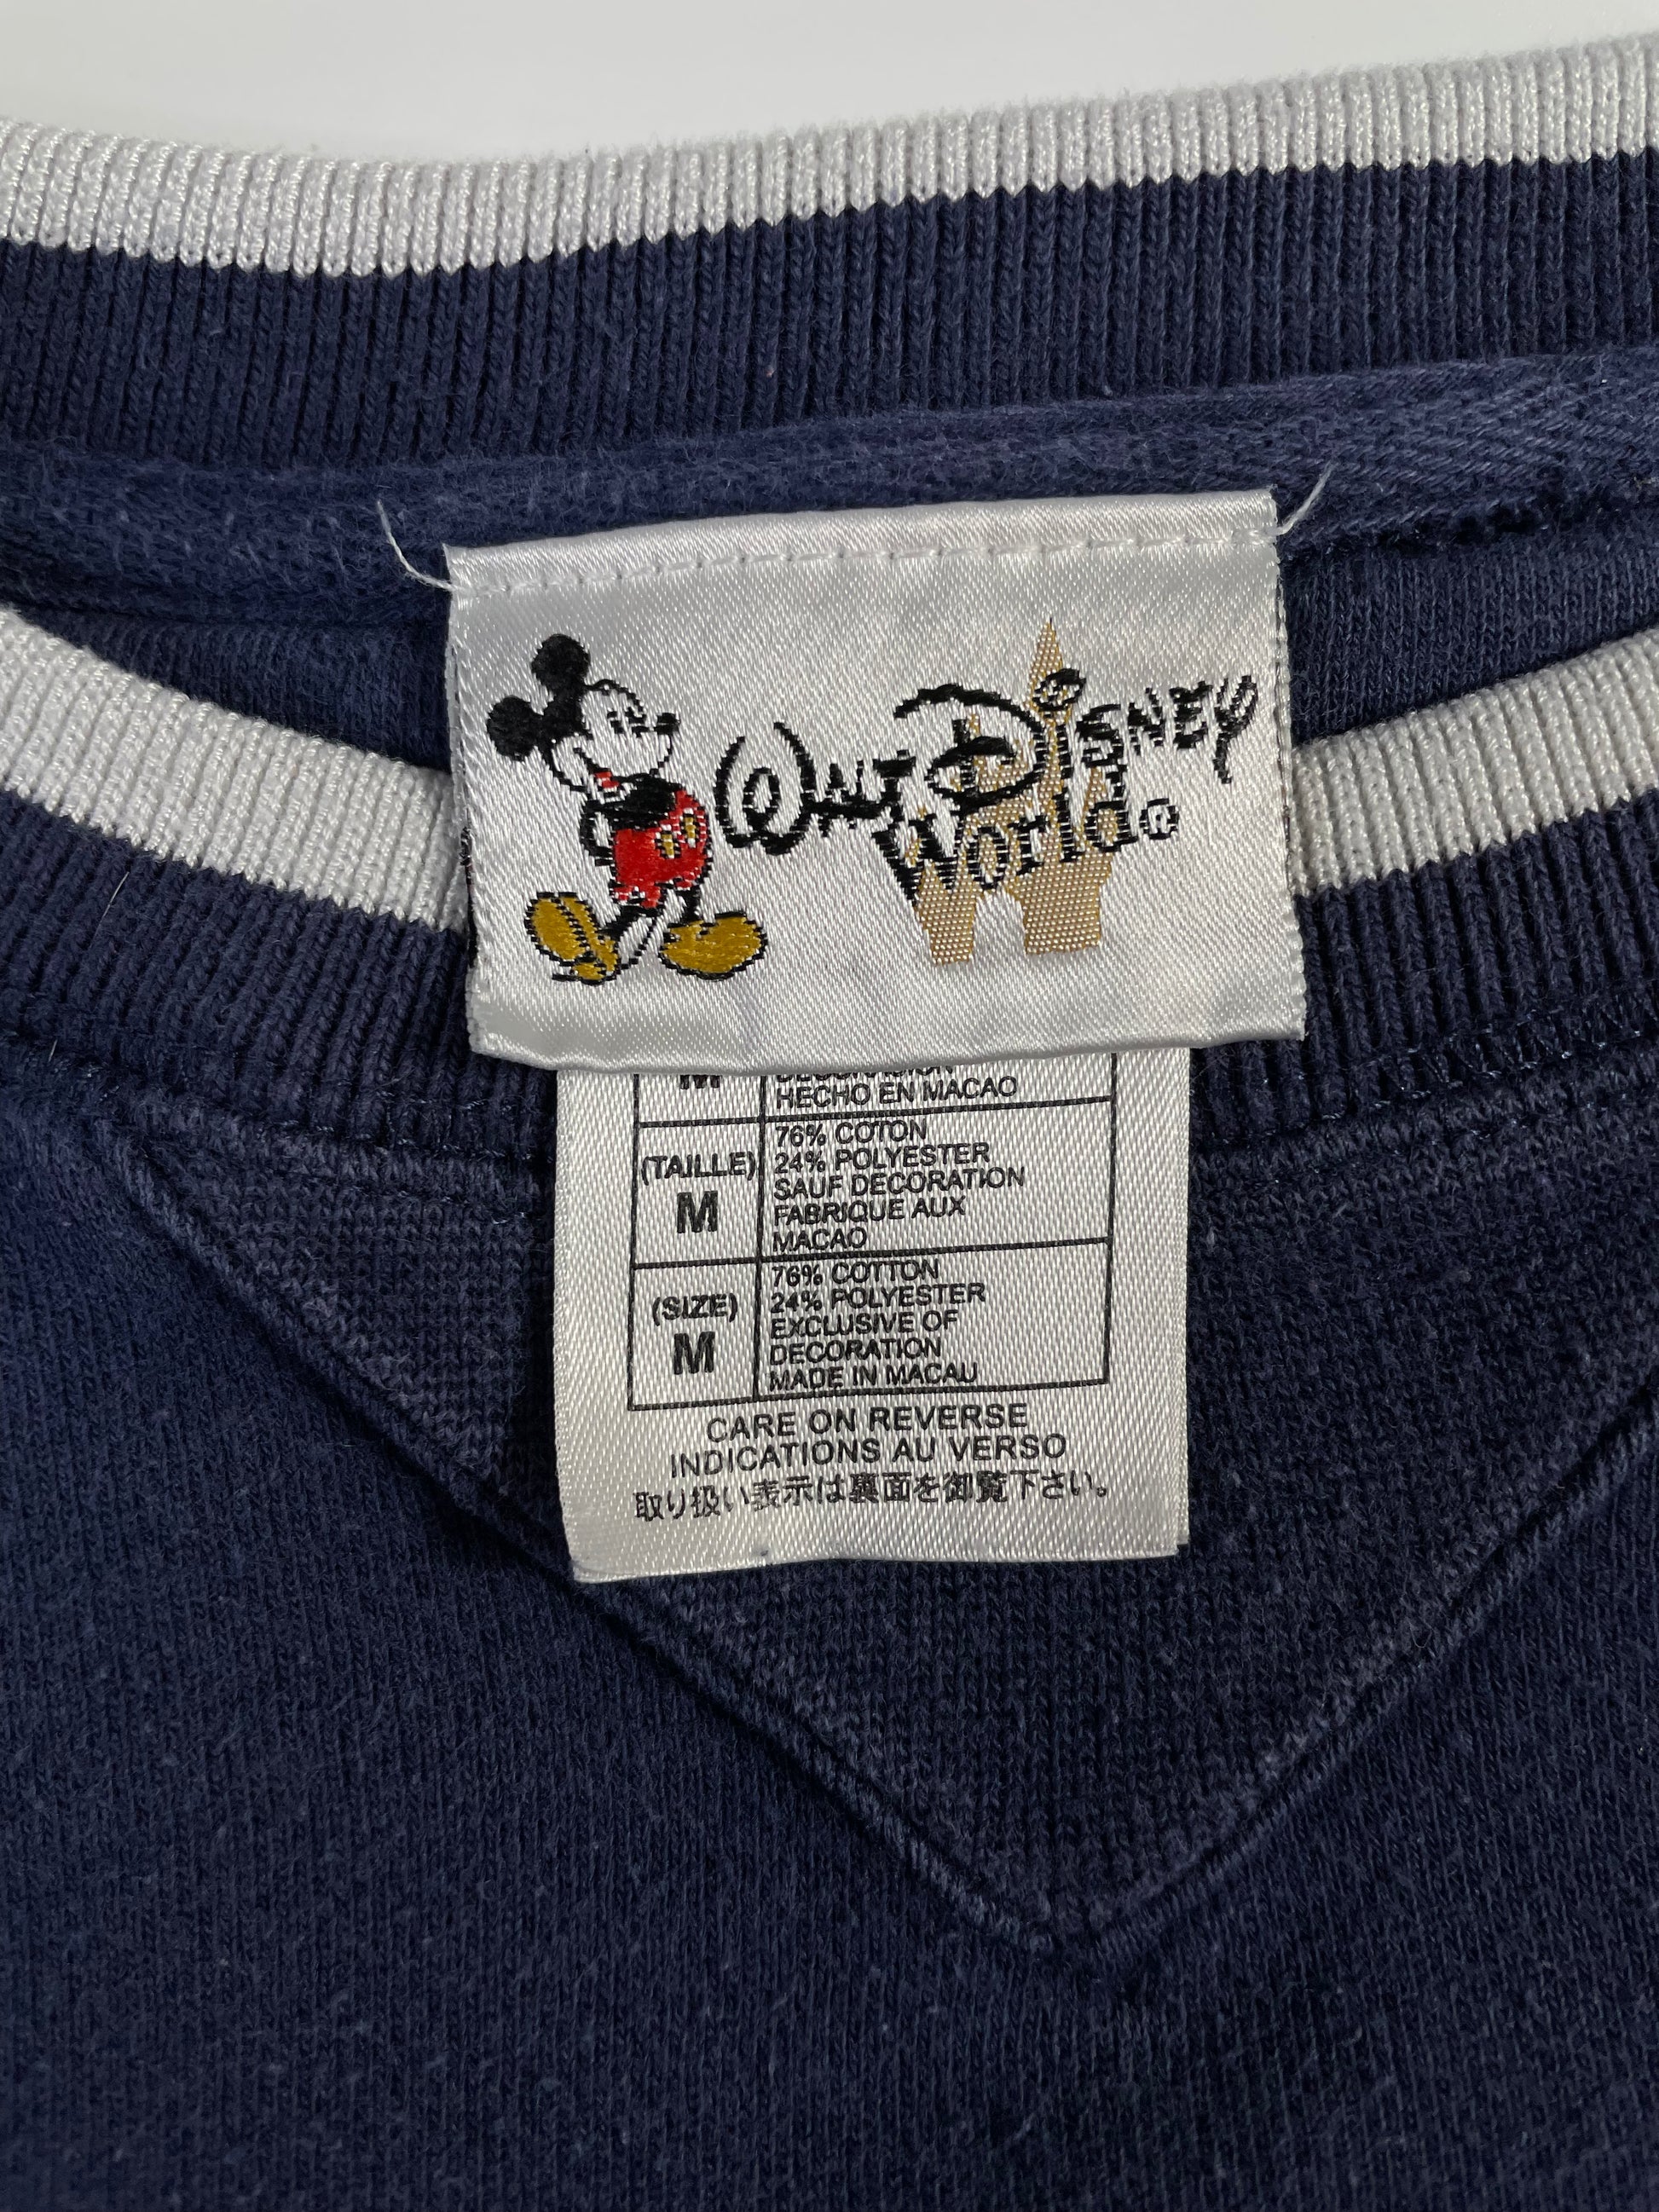 WALT DISNEY
World®
M
HECHO EN MACAO
76% COTON
(TAILLE) 24% POLYESTER
SAUF DECORATION
M FABRIQUE AUX
MACAO
76% COTTON
(SIZE) 24% POLYESTER
EXCLUSIVE OF
M DECORATION
MADE IN MACAU
CARE ON REVERSE
INDICATIONS AU VERSO
取り扱い表示は裏面を御覧下さい。